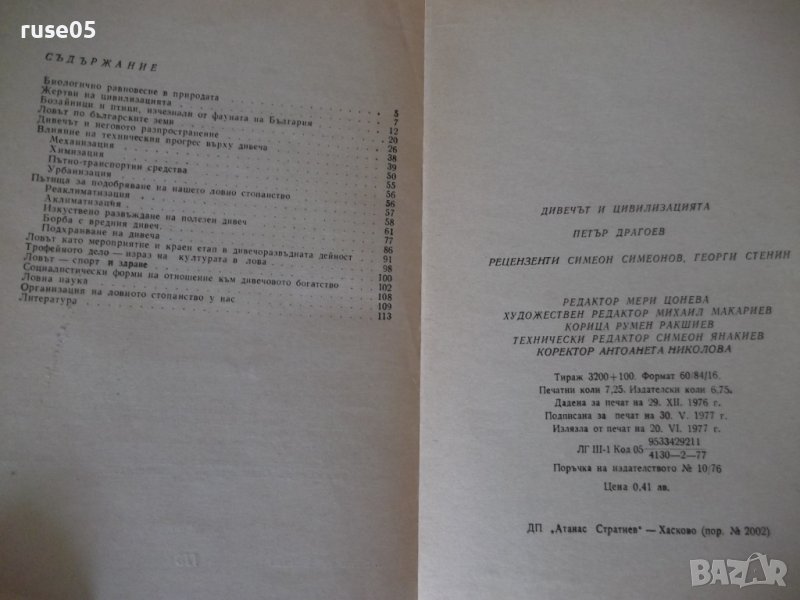 ruse05
СЪДЪРЖАНИЕ
Биологично равновесие в природата
Жертви на цивилизацията 5
Бозайници и птици, изчезнали от фауната на България 7
Ловът по българските земи 12
Дивечът и неговото разпространение 20
Влияние на техническия прогрес върху дивеча 26
Механизация 38
Химизация 39
Пътно-транспортни средства 50
Урбанизация 55
Пътища за подобряване на нашето ловно стопанство 56
Реаклиматизация 56
Аклиматизация 57
Изкуствено развъждане на полезен дивеч 58
Борба с вредния дивеч 61
Подхранване на дивеча 77
Ловът като мероприятие и краен етап в дивечоразвъдната дейност 86
Трофейното дело — израз на културата в лова 91
Ловът — спорт и здраве 98
Социалистически форми на отношение към дивечовото богатство 100
Ловна наука 102
Организация на ловното стопанство у нас 108
Литература 109
113
ДИВЕЧЪТ И ЦИВИЛИЗАЦИЯТА
ПЕТЪР ДРАГОЕВ
РЕЦЕНЗЕНТИ СИМЕОН СИМЕОНОВ, ГЕОРГИ СТЕНИН
РЕДАКТОР МЕРИ ЦОНЕВА
ХУДОЖЕСТВЕН РЕДАКТОР МИХАИЛ МАКАРИЕВ
КОРИЦА РУМЕН РАКШИЕВ
ТЕХНИЧЕСКИ РЕДАКТОР СИМЕОН ЯНАКИЕВ
КОРЕКТОР АНТОАНЕТА НИКОЛОВА
Тираж 3200+100. Формат 60/84/16.
Печатни коли 7,25. Издателски коли 6,75.
Дадена за печат на 29. XII. 1976 г.
Подписана за печат на 30. V. 1977 г.
Излязла от печат на 20. VI. 1977 г.
ЛГ III-1 Код 05 9533429211
4130—2—77
Поръчка на издателството № 10/76
Цена 0,41 лв.
ДП „Атанас Стратиев" — Хасково (пор. № 2002)
BAZAR